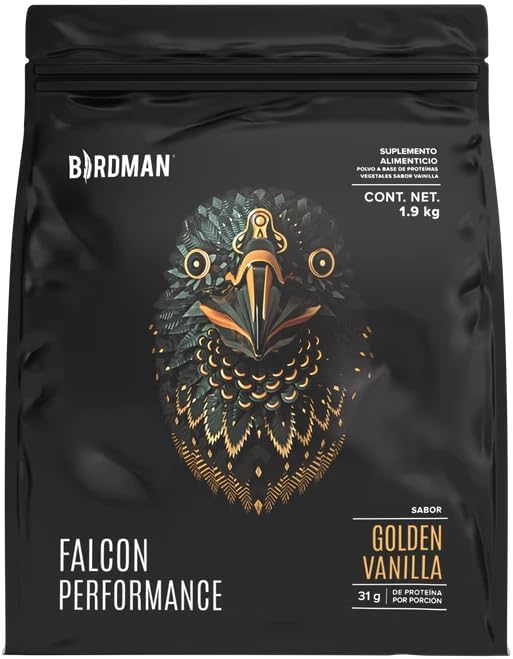 BIRDMAN
SUPLEMENTO
ALIMENTICIO
POLVO A BASE DE PROTEÍNAS
VEGETALES SABOR VAINILLA
CONT. NET.
1.9 kg
SABOR
GOLDEN
VANILLA
31 g
DE PROTEÍNA
POR PORCIÓN
FALCON
PERFORMANCE